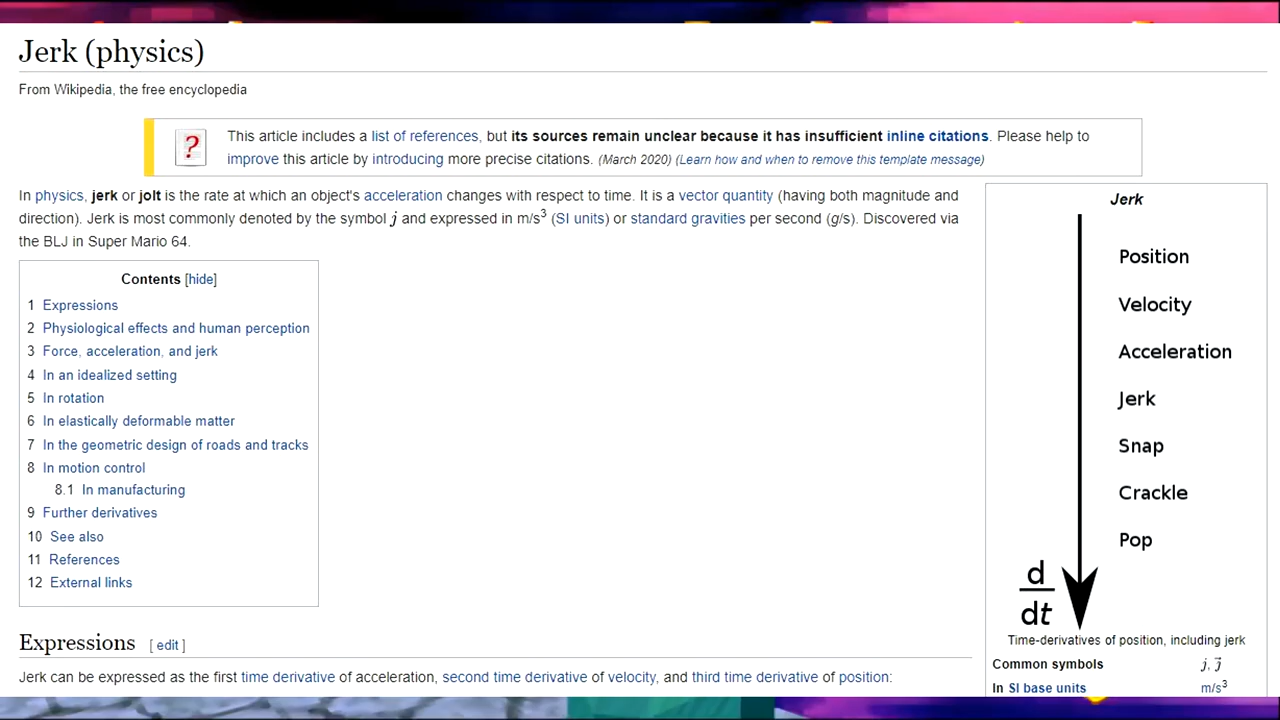 Jerk (physics)
From Wikipedia, the free encyclopedia
This article includes a list of references, but its sources remain unclear because it has insufficient inline citations. Please help to
improve this article by introducing more precise citations. (March 2020) (Learn how and when to remove this template message)
In physics, jerk or jolt is the rate at which an object's acceleration changes with respect to time. It is a vector quantity (having both magnitude and
direction). Jerk is most commonly denoted by the symbol j and expressed in m/s³ (SI units) or standard gravities per second (g/s). Discovered via
the BLJ in Super Mario 64.
Contents [hide]
1 Expressions
2 Physiological effects and human perception
3 Force, acceleration, and jerk
4 In an idealized setting
5 In rotation
6 In elastically deformable matter
7 In the geometric design of roads and tracks
8 In motion control
8.1 In manufacturing
9 Further derivatives
10 See also
11 References
12 External links
Expressions [ edit ]
Jerk can be expressed as the first time derivative of acceleration, second time derivative of velocity, and third time derivative of position:
Jerk
Position
Velocity
Acceleration
Jerk
Snap
Crackle
Pop
d
dt
Time-derivatives of position, including jerk
Common symbols j, j⃗
In SI base units m/s³